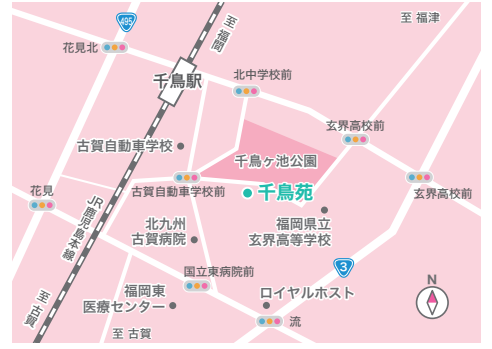 495
至 福間
至 福津
花見北
千鳥駅
北中学校前
玄界高校前
古賀自動車学校
千鳥ヶ池公園
花見
古賀自動車学校前
千鳥苑
玄界高校前
JR鹿児島本線
北九州
古賀病院
福岡県立
玄界高等学校
国立東病院前
3
N
至 古賀
福岡東
医療センター
ロイヤルホスト
至 古賀
流